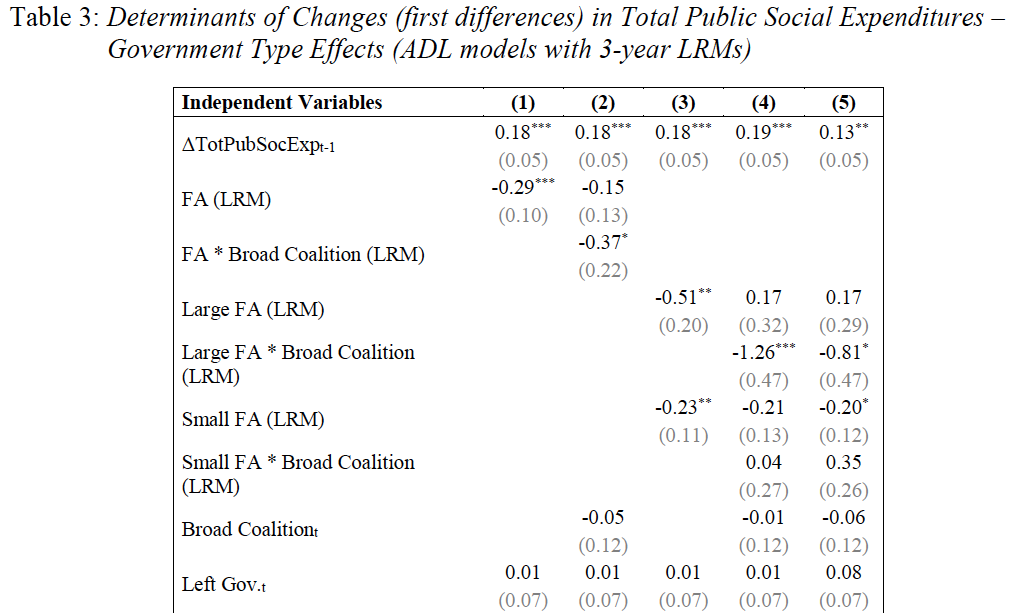 Table 3: Determinants of Changes (first differences) in Total Public Social Expenditures –
Government Type Effects (ADL models with 3-year LRMs)
Independent Variables (1) (2) (3) (4) (5)
ΔTotPubSocExpt-1 0.18*** 0.18*** 0.18*** 0.19*** 0.13**
(0.05) (0.05) (0.05) (0.05) (0.05)
FA (LRM) -0.29*** -0.15
(0.10) (0.13)
FA * Broad Coalition (LRM) -0.37*
(0.22)
Large FA (LRM) -0.51** 0.17 0.17
(0.20) (0.32) (0.29)
Large FA * Broad Coalition
(LRM) -1.26*** -0.81*
(0.47) (0.47)
Small FA (LRM) -0.23** -0.21 -0.20*
(0.11) (0.13) (0.12)
Small FA * Broad Coalition
(LRM) 0.04 0.35
(0.27) (0.26)
Broad Coalitiont -0.05 -0.01 -0.06
(0.12) (0.12) (0.12)
Left Gov.t 0.01 0.01 0.01 0.01 0.08
(0.07) (0.07) (0.07) (0.07) (0.07)